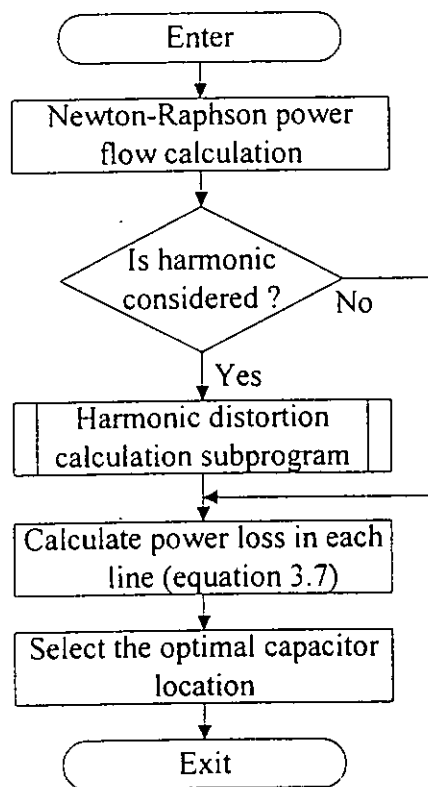 Enter
Newton-Raphson power
flow calculation
Is harmonic
considered ?
No
Yes
Harmonic distortion
calculation subprogram
Calculate power loss in each
line (equation 3.7)
Select the optimal capacitor
location
Exit